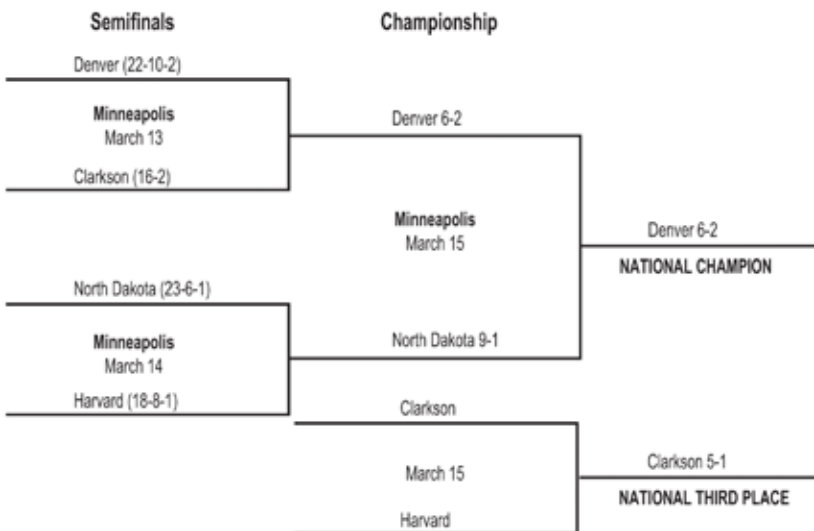 Semifinals
Championship
Denver (22-10-2)
Minneapolis
March 13
Clarkson (16-2)
Denver 6-2
Minneapolis
March 15
Denver 6-2
NATIONAL CHAMPION
North Dakota (23-6-1)
Minneapolis
March 14
Harvard (18-8-1)
North Dakota 9-1
Clarkson
March 15
Harvard
Clarkson 5-1
NATIONAL THIRD PLACE